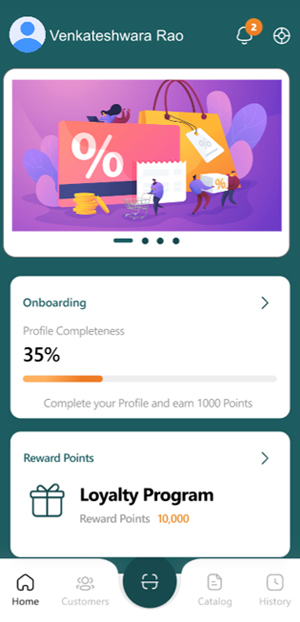 Venkateshwara Rao
2
%
%
Onboarding
Profile Completeness
35%
Complete your Profile and earn 1000 Points
Reward Points
Loyalty Program
Reward Points 10,000
Home Customers Catalog History